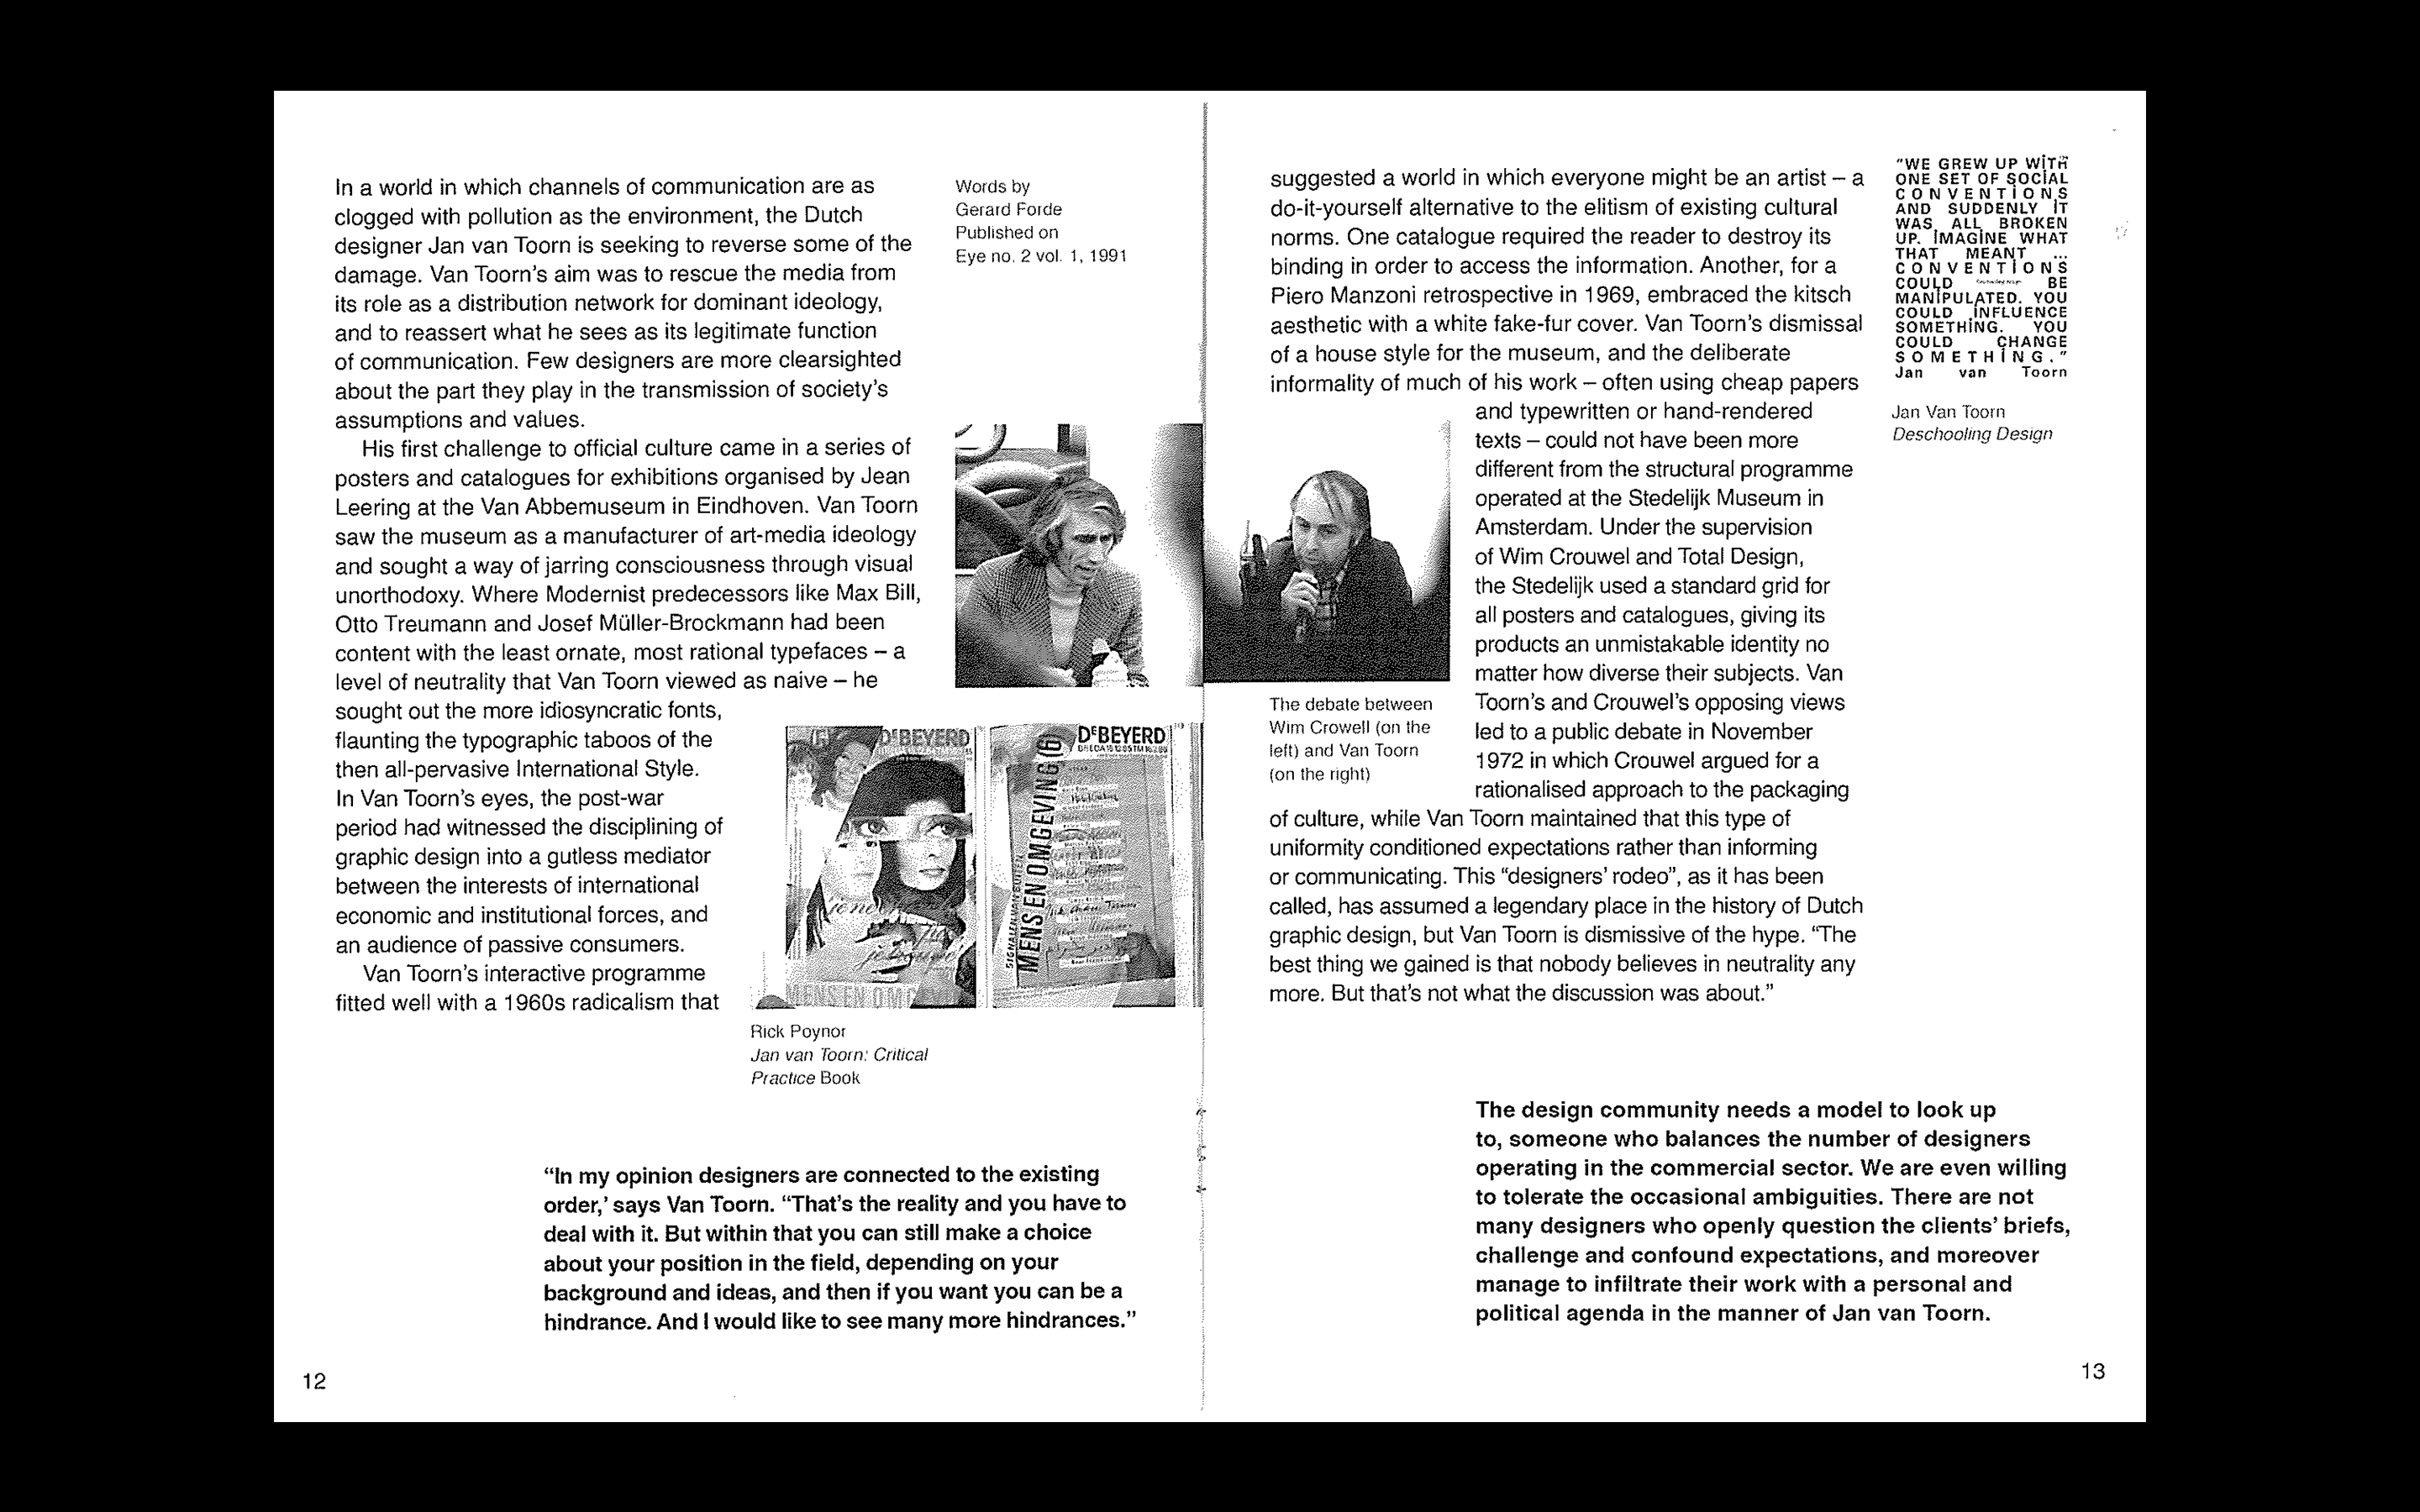 In a world in which channels of communication are as
clogged with pollution as the environment, the Dutch
designer Jan van Toorn is seeking to reverse some of the
damage. Van Toorn's aim was to rescue the media from
its role as a distribution network for dominant ideology,
and to reassert what he sees as its legitimate function
of communication. Few designers are more clearsighted
about the part they play in the transmission of society's
assumptions and values.
His first challenge to official culture came in a series of
posters and catalogues for exhibitions organised by Jean
Leering at the Van Abbemuseum in Eindhoven. Van Toorn
saw the museum as a manufacturer of art-media ideology
and sought a way of jarring consciousness through visual
unorthodoxy. Where Modernist predecessors like Max Bill,
Otto Treumann and Josef Müller-Brockmann had been
content with the least ornate, most rational typefaces – a
level of neutrality that Van Toorn viewed as naive – he
sought out the more idiosyncratic fonts,
flaunting the typographic taboos of the
then all-pervasive International Style.
In Van Toorn's eyes, the post-war
period had witnessed the disciplining of
graphic design into a gutless mediator
between the interests of international
economic and institutional forces, and
an audience of passive consumers.
Van Toorn's interactive programme
fitted well with a 1960s radicalism that
Words by
Gerard Forde
Published on
Eye no. 2 vol. 1, 1991
DEBEYERD
MENS EN OMG
DEBEYERD
MENS EN OMGEVING (6)
Rick Poynor
Jan van Toorn: Critical
Practice Book
“In my opinion designers are connected to the existing
order,’ says Van Toorn. “That’s the reality and you have to
deal with it. But within that you can still make a choice
about your position in the field, depending on your
background and ideas, and then if you want you can be a
hindrance. And I would like to see many more hindrances.”
12
suggested a world in which everyone might be an artist – a
do-it-yourself alternative to the elitism of existing cultural
norms. One catalogue required the reader to destroy its
binding in order to access the information. Another, for a
Piero Manzoni retrospective in 1969, embraced the kitsch
aesthetic with a white fake-fur cover. Van Toorn's dismissal
of a house style for the museum, and the deliberate
informality of much of his work – often using cheap papers
and typewritten or hand-rendered
texts – could not have been more
different from the structural programme
operated at the Stedelijk Museum in
Amsterdam. Under the supervision
of Wim Crouwel and Total Design,
the Stedelijk used a standard grid for
all posters and catalogues, giving its
products an unmistakable identity no
matter how diverse their subjects. Van
Toorn's and Crouwel's opposing views
led to a public debate in November
1972 in which Crouwel argued for a
rationalised approach to the packaging
of culture, while Van Toorn maintained that this type of
uniformity conditioned expectations rather than informing
or communicating. This “designers’ rodeo”, as it has been
called, has assumed a legendary place in the history of Dutch
graphic design, but Van Toorn is dismissive of the hype. “The
best thing we gained is that nobody believes in neutrality any
more. But that’s not what the discussion was about.”
The debate between
Wim Crowell (on the
left) and Van Toorn
(on the right)
"WE GREW UP WITH
ONE SET OF SOCIAL
CONVENTIONS
AND SUDDENLY IT
WAS ALL BROKEN
UP. IMAGINE WHAT
THAT MEANT ...
CONVENTIONS
COULD BE
MANIPULATED. YOU
COULD INFLUENCE
SOMETHING. YOU
COULD CHANGE
SOMETHING."
Jan van Toorn
Jan Van Toorn
Deschooling Design
The design community needs a model to look up
to, someone who balances the number of designers
operating in the commercial sector. We are even willing
to tolerate the occasional ambiguities. There are not
many designers who openly question the clients’ briefs,
challenge and confound expectations, and moreover
manage to infiltrate their work with a personal and
political agenda in the manner of Jan van Toorn.
13